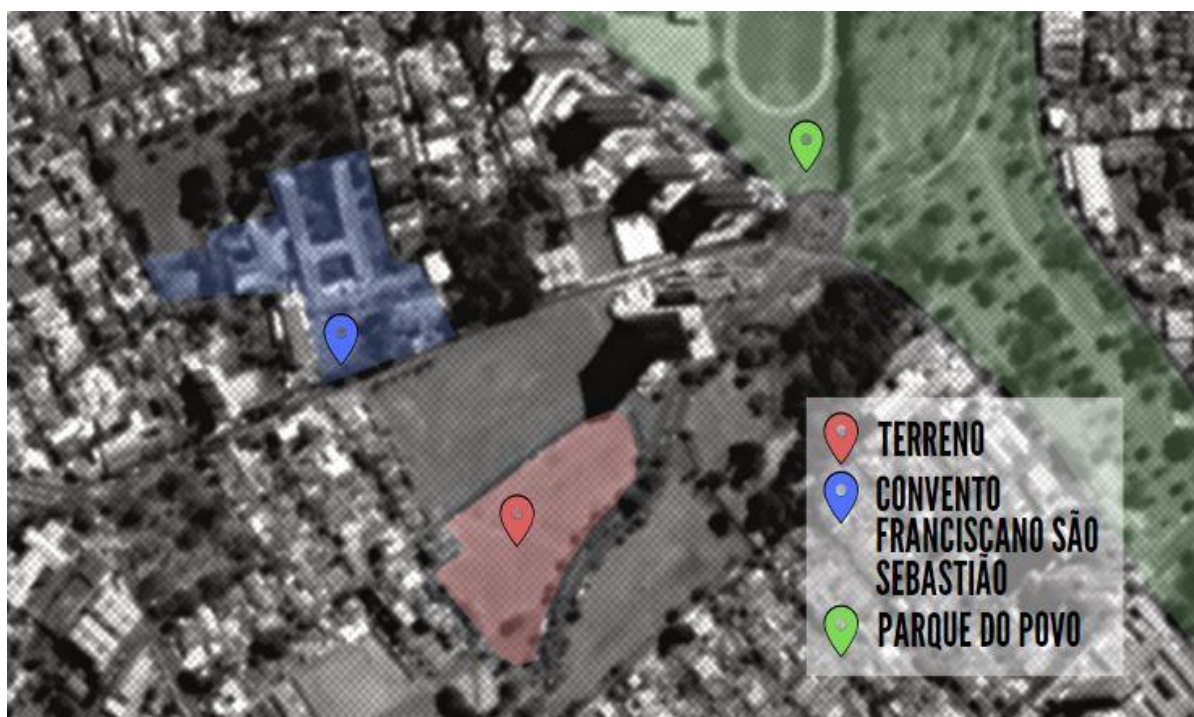 TERRENO
CONVENTO
FRANCISCANO SÃO
SEBASTIÃO
PARQUE DO POVO